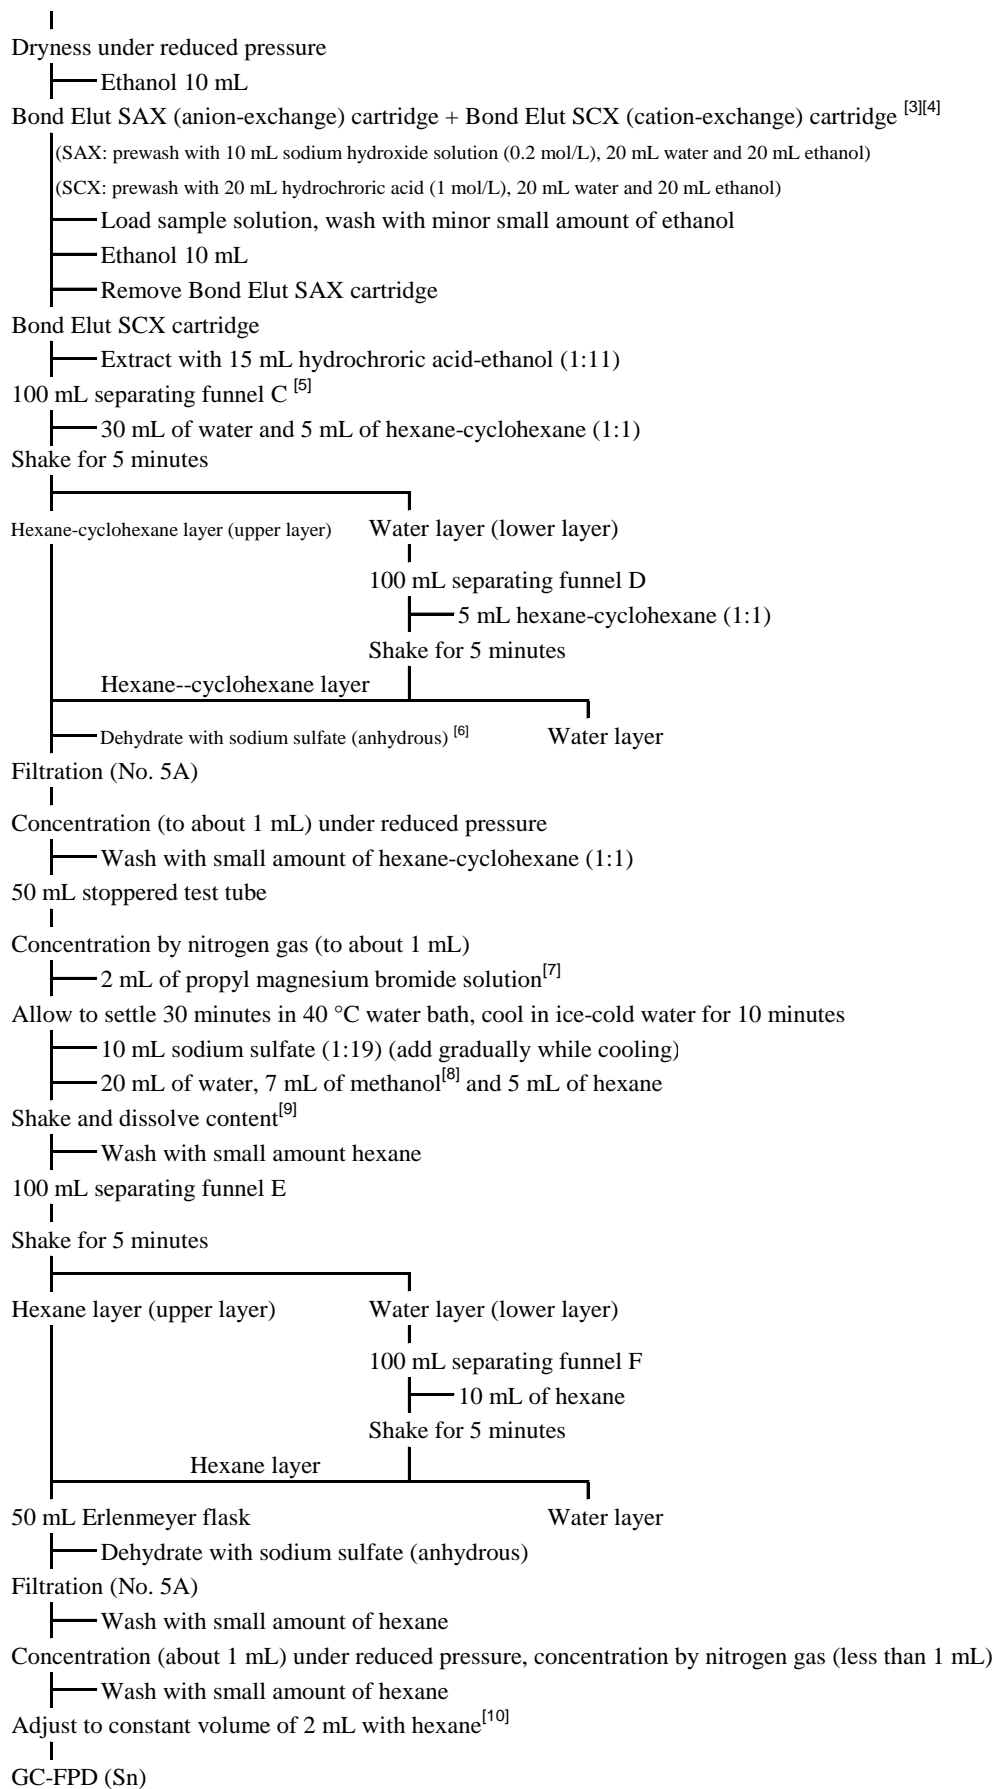 Dryness under reduced pressure
Ethanol 10 mL
Bond Elut SAX (anion-exchange) cartridge + Bond Elut SCX (cation-exchange) cartridge [3][4]
(SAX: prewash with 10 mL sodium hydroxide solution (0.2 mol/L), 20 mL water and 20 mL ethanol)
(SCX: prewash with 20 mL hydrochroric acid (1 mol/L), 20 mL water and 20 mL ethanol)
Load sample solution, wash with minor small amount of ethanol
Ethanol 10 mL
Remove Bond Elut SAX cartridge
Bond Elut SCX cartridge
Extract with 15 mL hydrochroric acid-ethanol (1:11)
100 mL separating funnel C [5]
30 mL of water and 5 mL of hexane-cyclohexane (1:1)
Shake for 5 minutes
Hexane-cyclohexane layer (upper layer) Water layer (lower layer)
100 mL separating funnel D
5 mL hexane-cyclohexane (1:1)
Shake for 5 minutes
Hexane--cyclohexane layer
Dehydrate with sodium sulfate (anhydrous) [6] Water layer
Filtration (No. 5A)
Concentration (to about 1 mL) under reduced pressure
Wash with small amount of hexane-cyclohexane (1:1)
50 mL stoppered test tube
Concentration by nitrogen gas (to about 1 mL)
2 mL of propyl magnesium bromide solution[7]
Allow to settle 30 minutes in 40 °C water bath, cool in ice-cold water for 10 minutes
10 mL sodium sulfate (1:19) (add gradually while cooling)
20 mL of water, 7 mL of methanol[8] and 5 mL of hexane
Shake and dissolve content[9]
Wash with small amount hexane
100 mL separating funnel E
Shake for 5 minutes
Hexane layer (upper layer) Water layer (lower layer)
100 mL separating funnel F
10 mL of hexane
Shake for 5 minutes
Hexane layer
50 mL Erlenmeyer flask Water layer
Dehydrate with sodium sulfate (anhydrous)
Filtration (No. 5A)
Wash with small amount of hexane
Concentration (about 1 mL) under reduced pressure, concentration by nitrogen gas (less than 1 mL)
Wash with small amount of hexane
Adjust to constant volume of 2 mL with hexane[10]
GC-FPD (Sn)